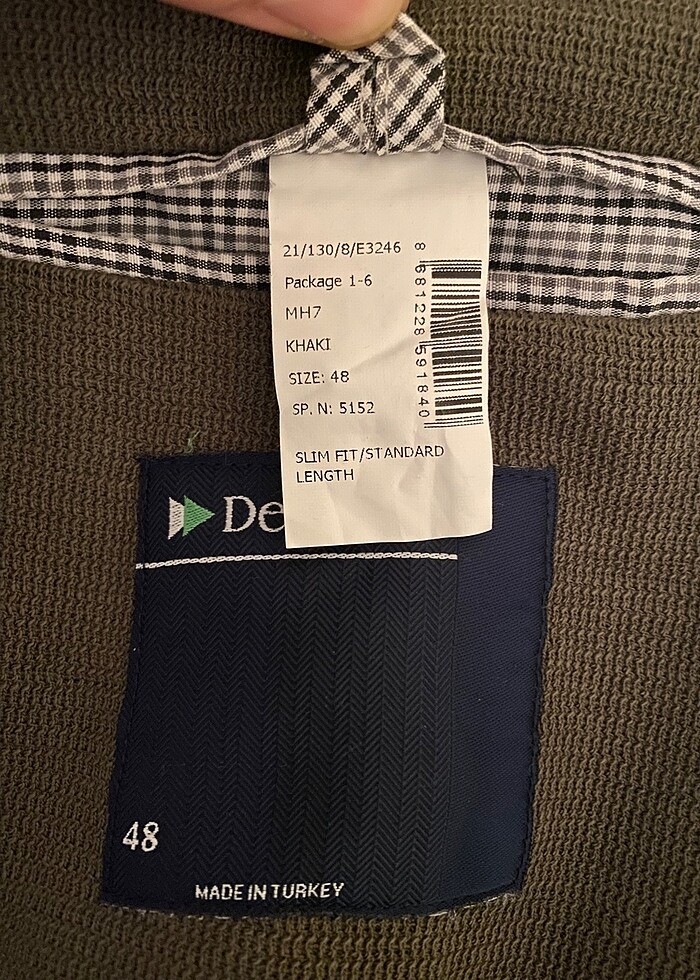 21/130/8/E3246
Package 1-6
MH7
KHAKI
SIZE: 48
SP. N: 5152
SLIM FIT/STANDARD
LENGTH
8 681228 591840
De
48
MADE IN TURKEY